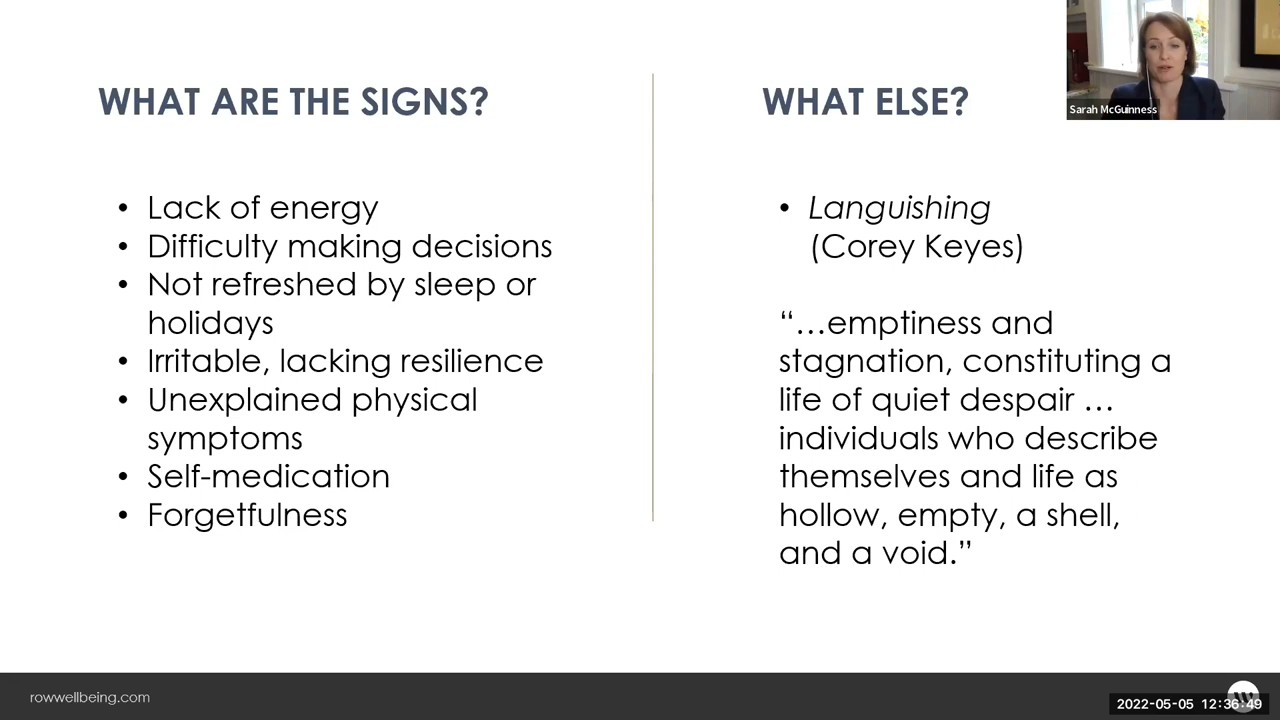 WHAT ARE THE SIGNS?
• Lack of energy
• Difficulty making decisions
• Not refreshed by sleep or
holidays
• Irritable, lacking resilience
• Unexplained physical
symptoms
• Self-medication
• Forgetfulness
WHAT ELSE?
• Languishing
(Corey Keyes)
“…emptiness and
stagnation, constituting a
life of quiet despair …
individuals who describe
themselves and life as
hollow, empty, a shell,
and a void.”
Sarah McGuinness
rowwellbeing.com
2022-05-05 12:36:49